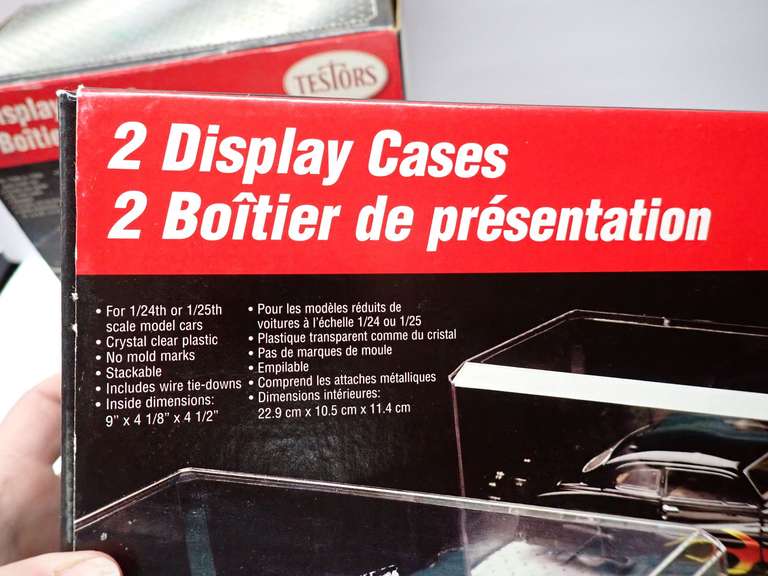 TESTORS
isplay
Boîtie
2 Display Cases
2 Boîtier de présentation
• For 1/24th or 1/25th
scale model cars
• Crystal clear plastic
• No mold marks
• Stackable
• Includes wire tie-downs
• Inside dimensions:
9” x 4 1/8” x 4 1/2”
• Pour les modèles réduits de
voitures à l'échelle 1/24 ou 1/25
• Plastique transparent comme du cristal
• Pas de marques de moule
• Empilable
• Comprend les attaches métalliques
• Dimensions intérieures:
22.9 cm x 10.5 cm x 11.4 cm